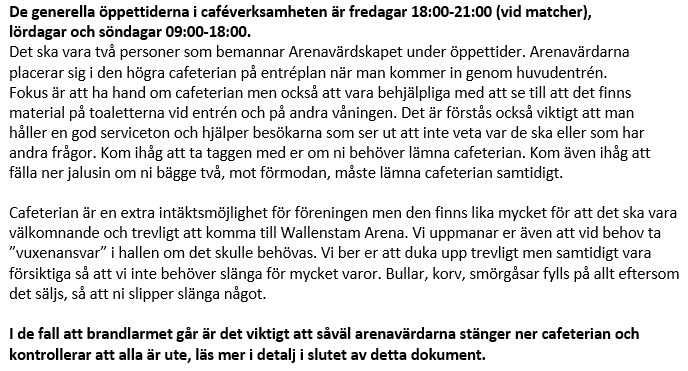 De generella öppettiderna i caféverksamheten är fredagar 18:00-21:00 (vid matcher),
lördagar och söndagar 09:00-18:00.
Det ska vara två personer som bemannar Arenavärdskapet under öppettider. Arenavärdarna
placerar sig i den högra cafeterian på entréplan när man kommer in genom huvudentrén.
Fokus är att ha hand om cafeterian men också att vara behjälpliga med att se till att det finns
material på toaletterna vid entrén och på andra våningen. Det är förstås också viktigt att man
håller en god serviceton och hjälper besökarna som ser ut att inte veta var de ska eller som har
andra frågor. Kom ihåg att ta taggen med er om ni behöver lämna cafeterian. Kom även ihåg att
fälla ner jalusin om ni bägge två, mot förmodan, måste lämna cafeterian samtidigt.
Cafeterian är en extra intäktsmöjlighet för föreningen men den finns lika mycket för att det ska vara
välkomnande och trevligt att komma till Wallenstam Arena. Vi uppmanar er även att vid behov ta
”vuxenansvar” i hallen om det skulle behövas. Vi ber er att duka upp trevligt men samtidigt vara
försiktiga så att vi inte behöver slänga för mycket varor. Bullar, korv, smörgåsar fylls på allt eftersom
det säljs, så att ni slipper slänga något.
I de fall att brandlarmet går är det viktigt att såväl arenavärdarna stänger ner cafeterian och
kontrollerar att alla är ute, läs mer i detalj i slutet av detta dokument.